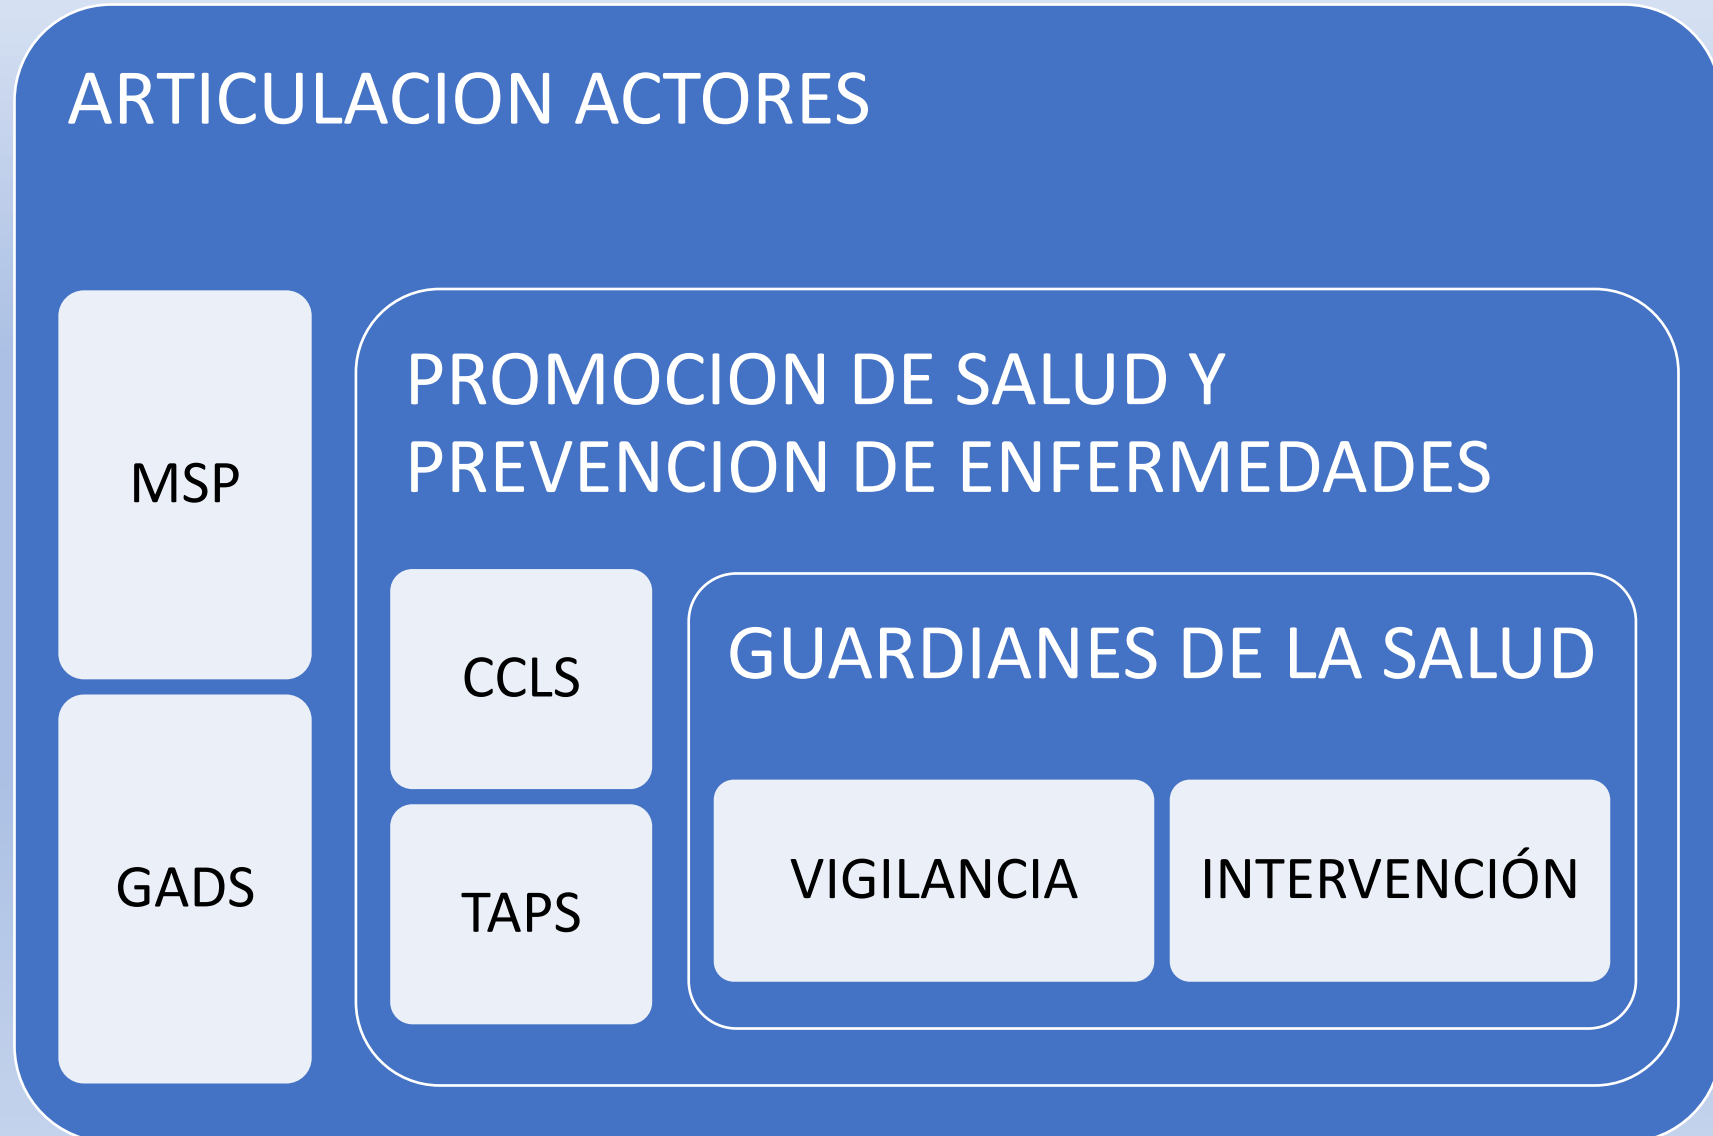 ARTICULACION ACTORES
MSP
GADS
PROMOCION DE SALUD Y
PREVENCION DE ENFERMEDADES
CCLS
TAPS
GUARDIANES DE LA SALUD
VIGILANCIA
INTERVENCIÓN